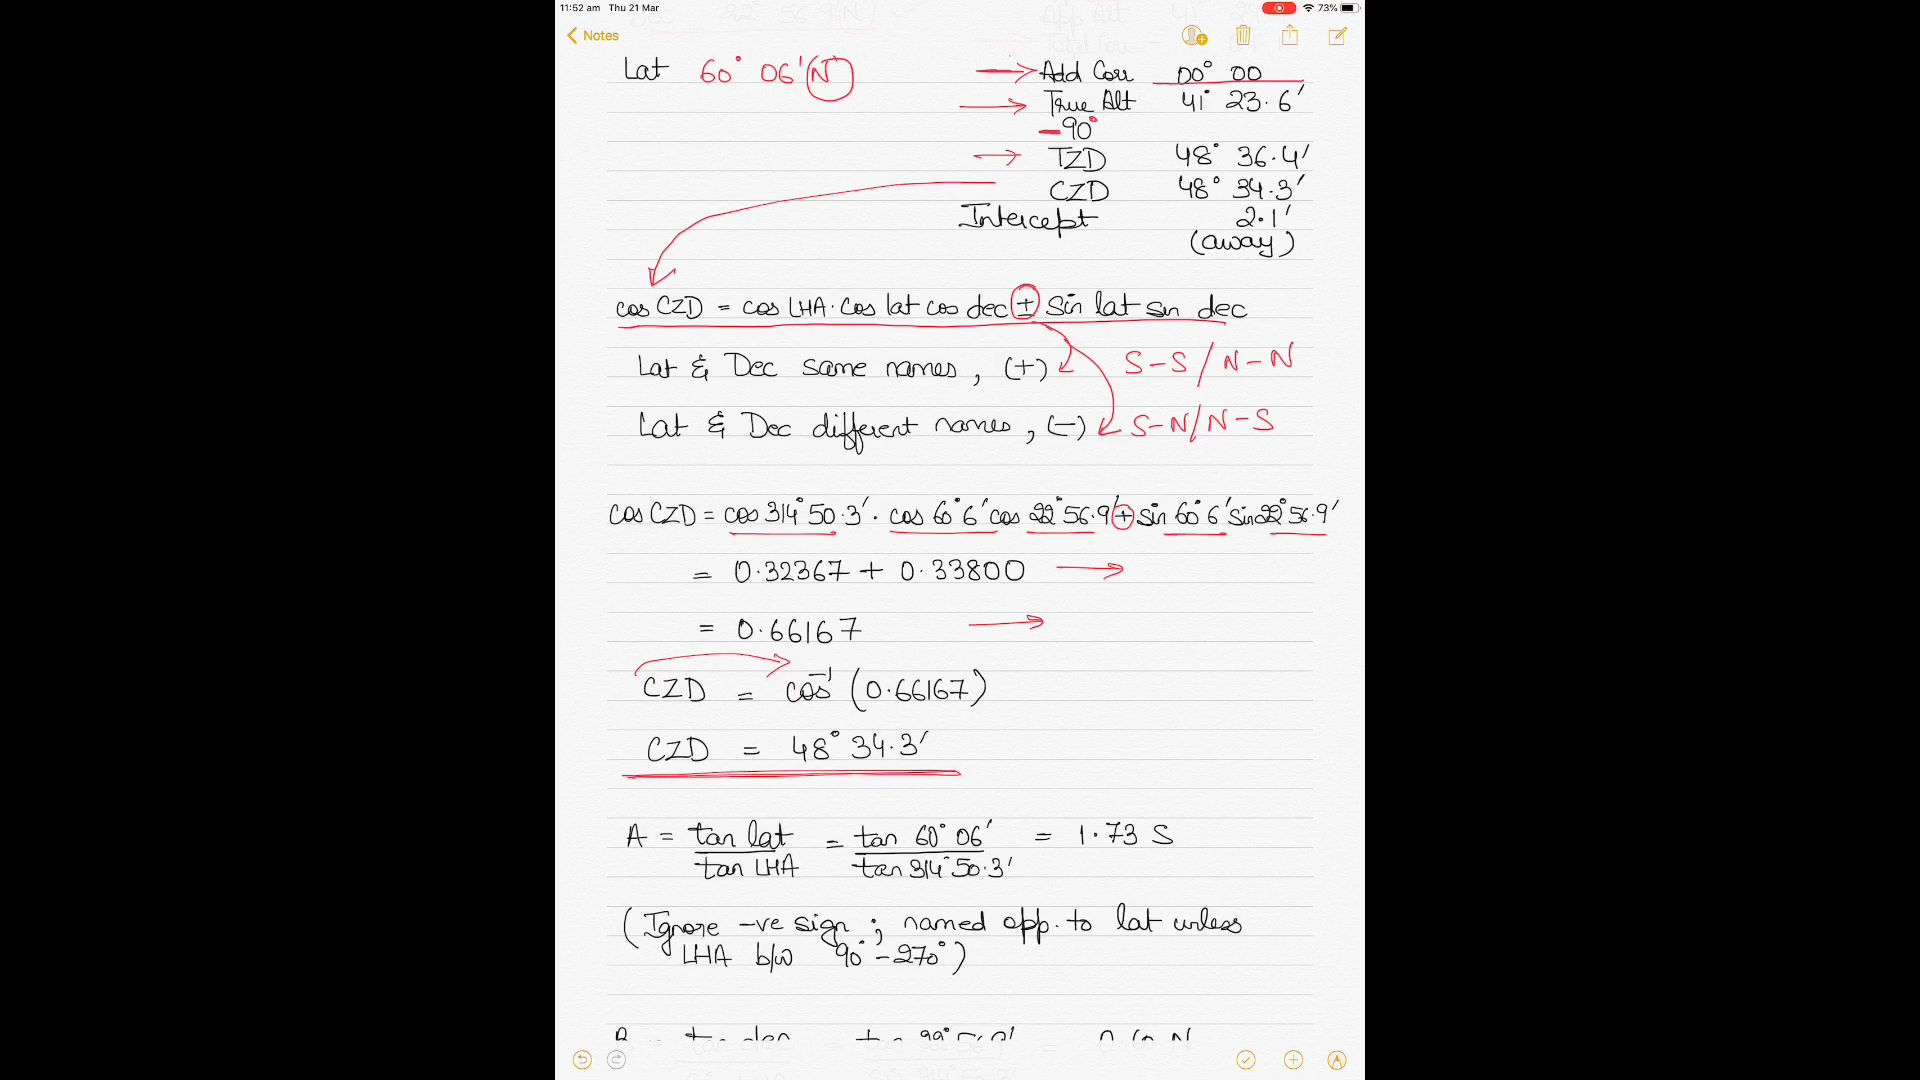 11:52 am Thu 21 Mar
73%
Notes
Lat 60° 06' N
Add Corr 00° 00
True Alt 41° 23.6'
-90°
TZD 48° 36.4'
CZD 48° 34.3'
Intercept 2.1'
(away)
cos CZD = cos LHA. Cos lat cos dec ± Sin lat sin dec
Lat & Dec same names, (+) S-S / N-N
Lat & Dec different names, (-) S-N/N-S
Cos CZD = cos 314° 50.3' . cos 60° 6' cos 22° 56.9' + sin 60° 6' sin 22° 56.9'
= 0.32367 + 0.33800
= 0.66167
CZD = cos⁻¹ (0.66167)
CZD = 48° 34.3'
A = tan lat / tan LHA = tan 60° 06' / tan 314° 50.3' = 1.73 S
(Ignore -ve sign ; named opp. to lat unless
LHA b/w 90° - 270°)